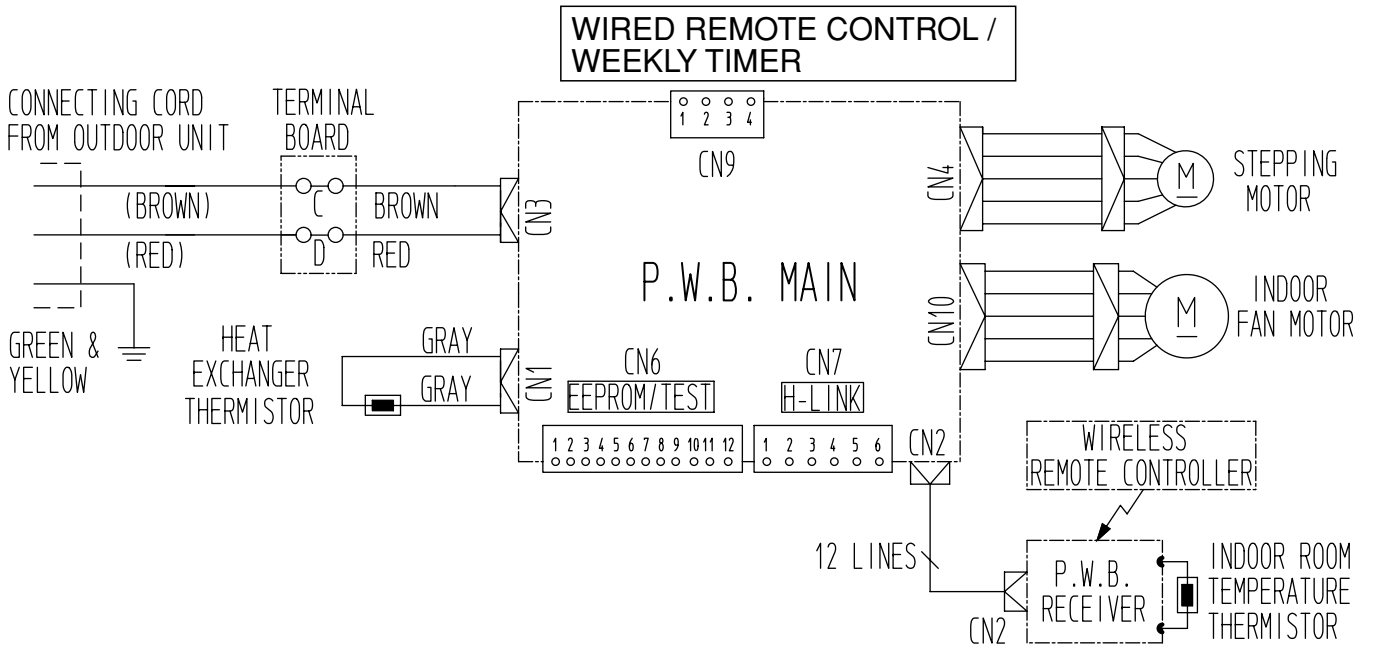 WIRED REMOTE CONTROL /
WEEKLY TIMER
CONNECTING CORD
FROM OUTDOOR UNIT
TERMINAL
BOARD
1 2 3 4
CN9
(BROWN)
C
BROWN
CN3
(RED)
D
RED
CN4
M
STEPPING
MOTOR
P.W.B. MAIN
CN10
M
INDOOR
FAN MOTOR
GREEN &
YELLOW
HEAT
EXCHANGER
THERMISTOR
GRAY
GRAY
CN1
CN6
EEPROM/TEST
1 2 3 4 5 6 7 8 9 10 11 12
CN7
H-LINK
1 2 3 4 5 6
CN2
WIRELESS
REMOTE CONTROLLER
12 LINES
CN2
P.W.B.
RECEIVER
INDOOR ROOM
TEMPERATURE
THERMISTOR